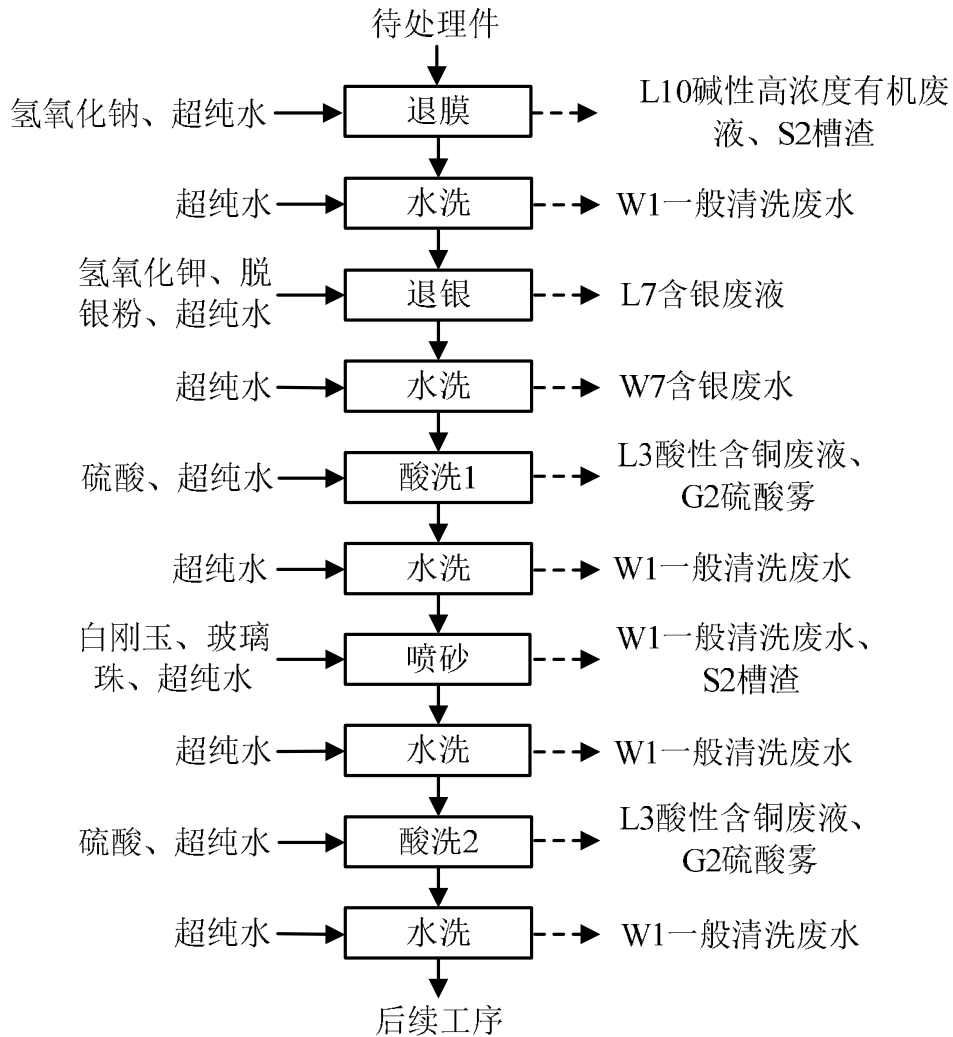 待处理件
氢氧化钠、超纯水
退膜
L10碱性高浓度有机废
液、S2槽渣
超纯水
水洗
W1一般清洗废水
氢氧化钾、脱
银粉、超纯水
退银
L7含银废液
超纯水
水洗
W7含银废水
硫酸、超纯水
酸洗1
L3酸性含铜废液、
G2硫酸雾
超纯水
水洗
W1一般清洗废水
白刚玉、玻璃
珠、超纯水
喷砂
W1一般清洗废水、
S2槽渣
超纯水
水洗
W1一般清洗废水
硫酸、超纯水
酸洗2
L3酸性含铜废液、
G2硫酸雾
超纯水
水洗
W1一般清洗废水
后续工序